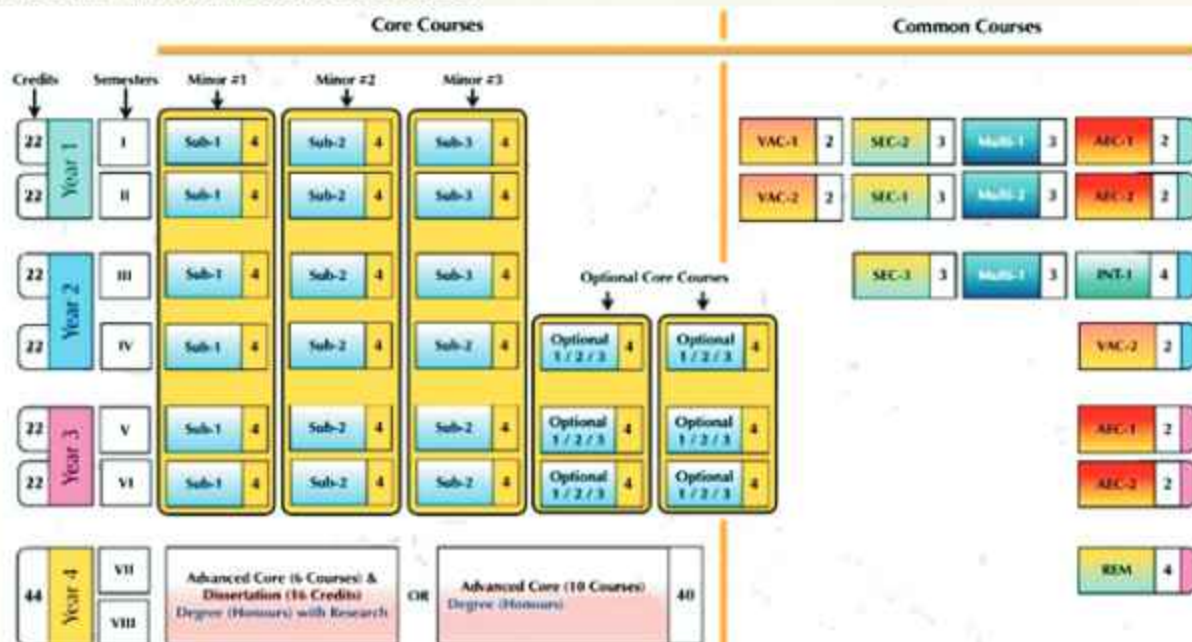 Core Courses
Common Courses
Credits Semesters Minor #1 Minor #2 Minor #3
22 Year 1 I Sub-1 4 Sub-2 4 Sub-3 4 VAC-1 2 SEC-2 3 Multi-1 3 AEC-1 2
22 II Sub-1 4 Sub-2 4 Sub-3 4 VAC-2 2 SEC-1 3 Multi-2 3 AEC-2 2
22 Year 2 III Sub-1 4 Sub-2 4 Sub-3 4 SEC-3 3 Multi-1 3 INT-1 4
Optional Core Courses
22 IV Sub-1 4 Sub-2 4 Sub-2 4 Optional 1 / 2 / 3 4 Optional 1 / 2 / 3 4 VAC-2 2
22 Year 3 V Sub-1 4 Sub-2 4 Sub-2 4 Optional 1 / 2 / 3 4 Optional 1 / 2 / 3 4 AEC-1 2
22 VI Sub-1 4 Sub-2 4 Sub-2 4 Optional 1 / 2 / 3 4 Optional 1 / 2 / 3 4 AEC-2 2
44 Year 4 VII VIII
Advanced Core (6 Courses) &
Dissertation (16 Credits)
Degree (Honours) with Research
OR
Advanced Core (10 Courses)
Degree (Honours)
40
REM 4